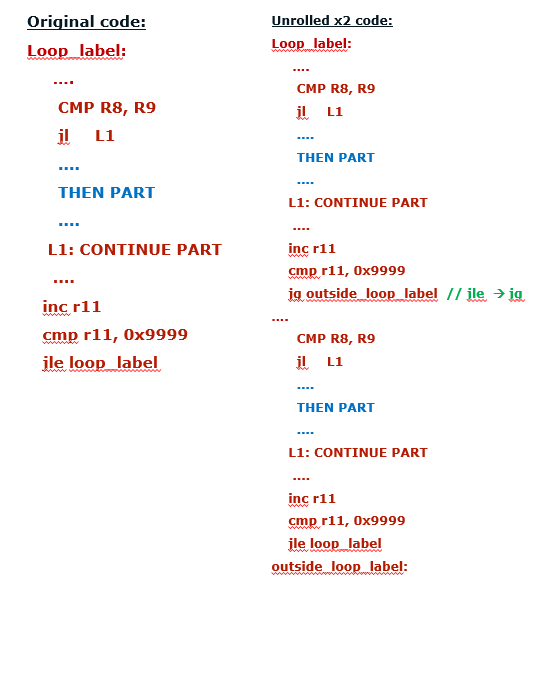 Original code:
Loop_label:
....
CMP R8, R9
jl L1
....
THEN PART
....
L1: CONTINUE PART
....
inc r11
cmp r11, 0x9999
jle loop_label
Unrolled x2 code:
Loop_label:
....
CMP R8, R9
jl L1
....
THEN PART
....
L1: CONTINUE PART
....
inc r11
cmp r11, 0x9999
jg outside_loop_label // jle → jg
....
CMP R8, R9
jl L1
....
THEN PART
....
L1: CONTINUE PART
....
inc r11
cmp r11, 0x9999
jle loop_label
outside_loop_label: